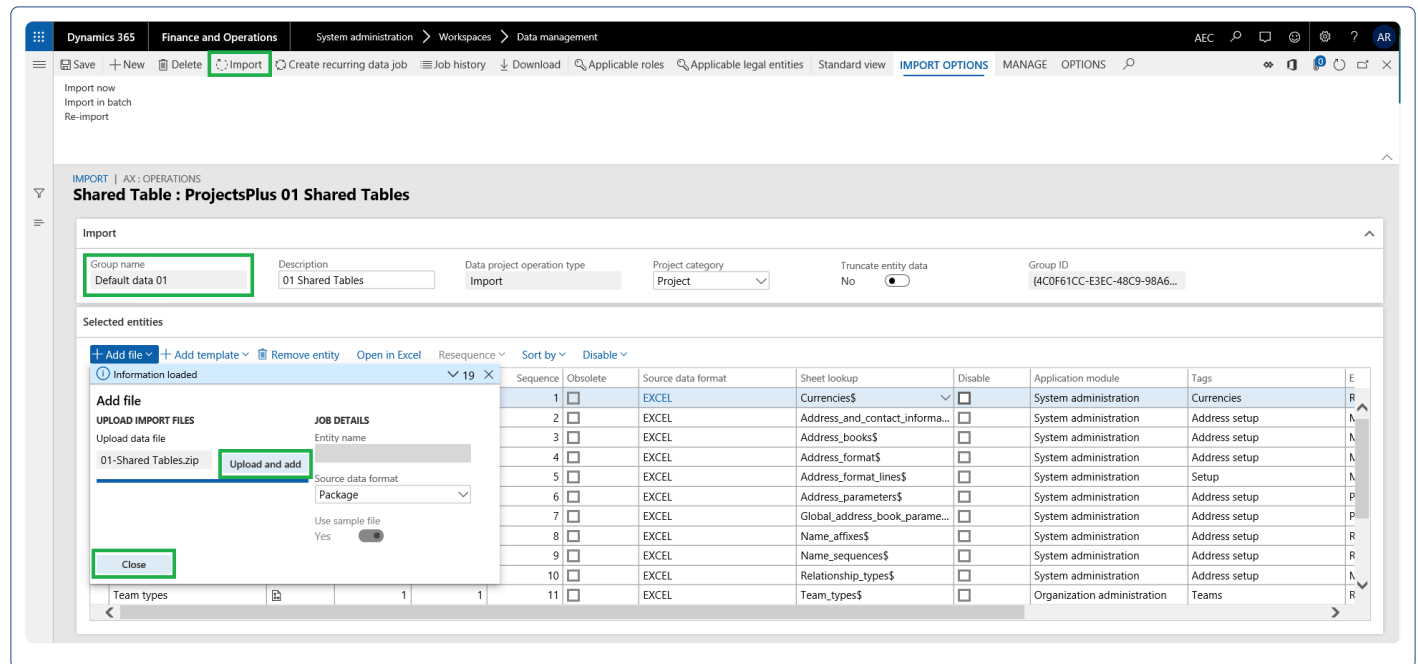 Dynamics 365 Finance and Operations System administration Workspaces Data management AEC ? AR
Save New Delete Import Create recurring data job Job history Download Applicable roles Applicable legal entities Standard view IMPORT OPTIONS MANAGE OPTIONS 0
Import now
Import in batch
Re-import
IMPORT | AX : OPERATIONS
Shared Table : ProjectsPlus 01 Shared Tables
Import
Group name Description Data project operation type Project category Truncate entity data Group ID
Default data 01 01 Shared Tables Import Project No {4C0F61CC-E3EC-48C9-98A6...
Selected entities
Add file Add template Remove entity Open in Excel Resequence Sort by Disable
Information loaded 19
Add file
UPLOAD IMPORT FILES JOB DETAILS
Upload data file Entity name
01-Shared Tables.zip Upload and add
Source data format
Package
Use sample file
Yes
Close
Sequence Obsolete Source data format Sheet lookup Disable Application module Tags E
1 EXCEL Currencies$ System administration Currencies R
2 EXCEL Address_and_contact_informa... System administration Address setup
3 EXCEL Address_books$ System administration Address setup
4 EXCEL Address_format$ System administration Address setup
5 EXCEL Address_format_lines$ System administration Setup
6 EXCEL Address_parameters$ System administration Address setup P
7 EXCEL Global_address_book_parame... System administration Address setup P
8 EXCEL Name_affixes$ System administration Address setup R
9 EXCEL Name_sequences$ System administration Address setup R
10 EXCEL Relationship_types$ System administration Address setup
Team types 1 1 11 EXCEL Team_types$ Organization administration Teams R